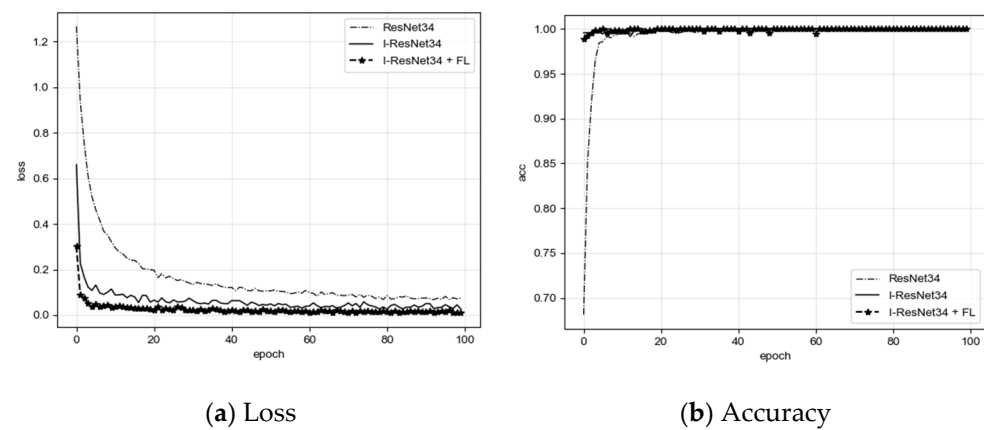 1.2
1.0
0.8
0.6
0.4
0.2
0.0
loss
0 20 40 60 80 100
epoch
ResNet34
I-ResNet34
I-ResNet34 + FL
(a) Loss
1.00
0.95
0.90
0.85
0.80
0.75
0.70
acc
0 20 40 60 80 100
epoch
ResNet34
I-ResNet34
I-ResNet34 + FL
(b) Accuracy